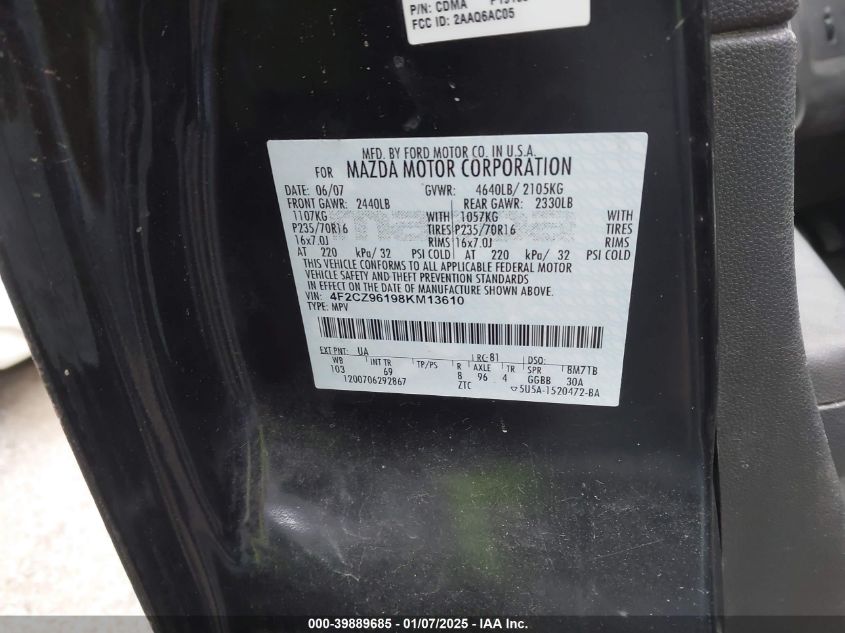 P/N: CDMA
FCC ID: 2AAQ6AC05
MFD. BY FORD MOTOR CO. IN U.S.A.
FOR MAZDA MOTOR CORPORATION
DATE: 06/07 GVWR: 4640LB/ 2105KG
FRONT GAWR: 2440LB REAR GAWR: 2330LB
1107KG WITH 1057KG WITH
P235/70R16 TIRES P235/70R16 TIRES
16x7.0J RIMS 16x7.0J RIMS
AT 220 kPa/ 32 PSI COLD AT 220 kPa/ 32 PSI COLD
THIS VEHICLE CONFORMS TO ALL APPLICABLE FEDERAL MOTOR
VEHICLE SAFETY AND THEFT PREVENTION STANDARDS
IN EFFECT ON THE DATE OF MANUFACTURE SHOWN ABOVE.
VIN: 4F2CZ96198KM13610
TYPE: MPV
EXT PNT: UA RC: 81 DSO:
WB INT TR TP/PS R AXLE TR SPR BM71B
103 69 8 96 4 GGBB 30A
1200706292867 ZTC 5U5A-1520472-BA
000-39889685 - 01/07/2025 - IAA Inc.